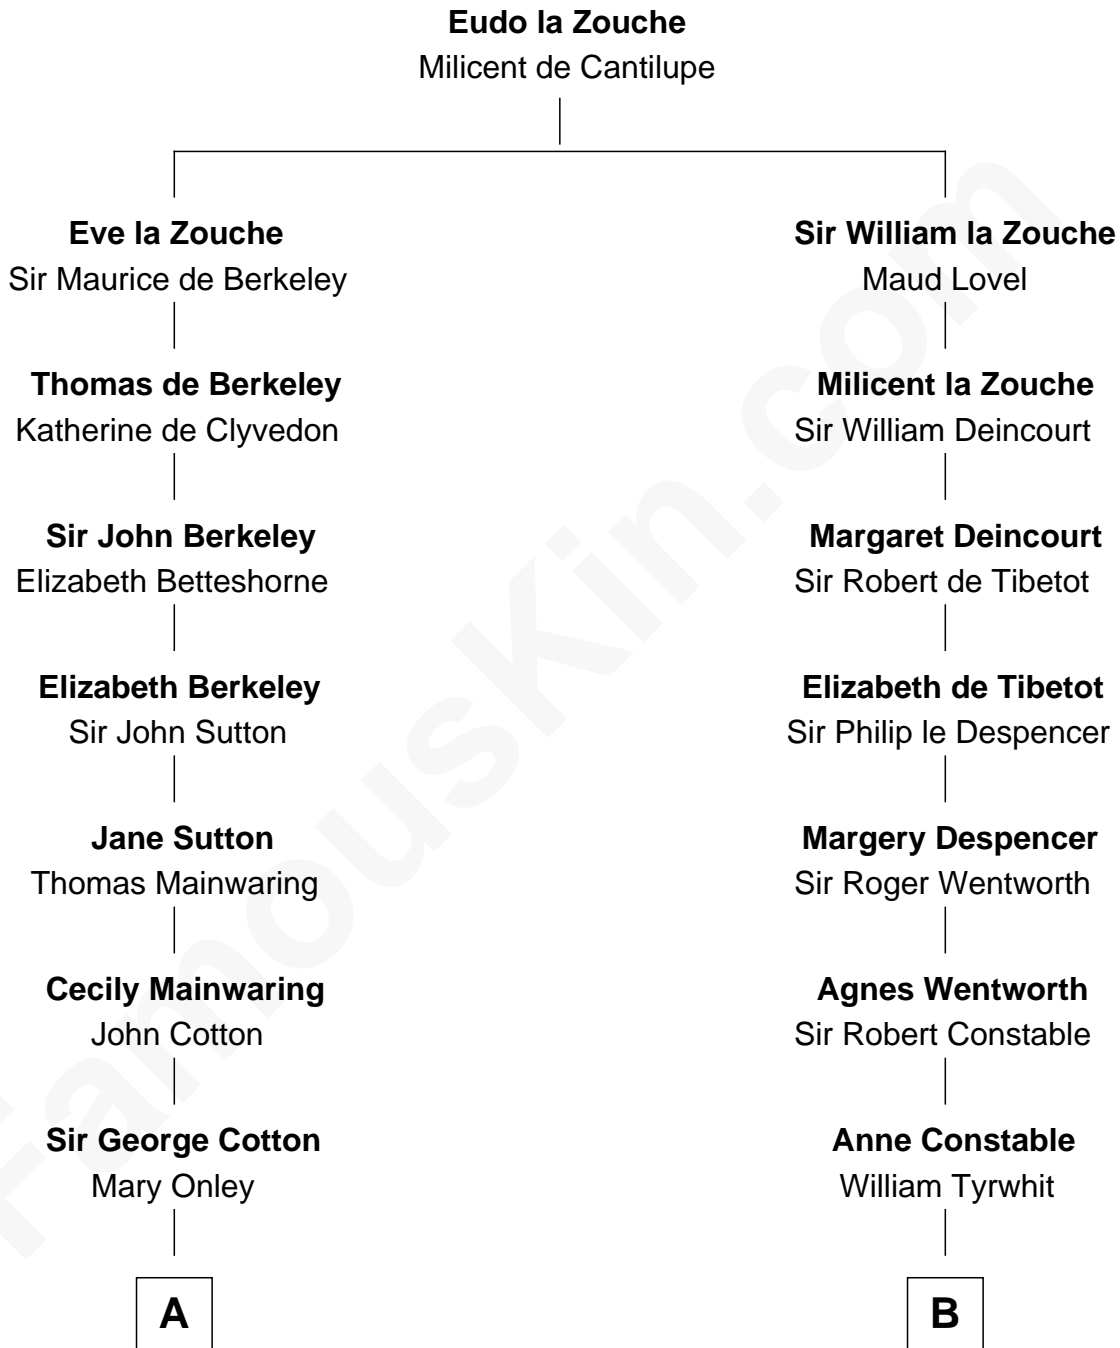 Eudo la Zouche
Milicent de Cantilupe
Eve la Zouche
Sir Maurice de Berkeley
Sir William la Zouche
Maud Lovel
Thomas de Berkeley
Katherine de Clyvedon
Milicent la Zouche
Sir William Deincourt
Sir John Berkeley
Elizabeth Betteshorne
Margaret Deincourt
Sir Robert de Tibetot
Elizabeth Berkeley
Sir John Sutton
Elizabeth de Tibetot
Sir Philip le Despencer
Jane Sutton
Thomas Mainwaring
Margery Despencer
Sir Roger Wentworth
Cecily Mainwaring
John Cotton
Agnes Wentworth
Sir Robert Constable
Sir George Cotton
Mary Onley
Anne Constable
William Tyrwhit
A
B
FamousKin.com